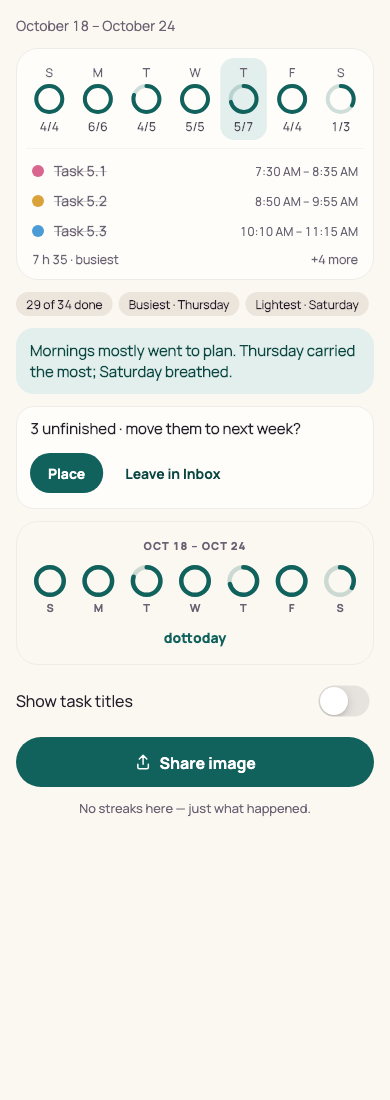 October 18 – October 24
S M T W T F S
4/4 6/6 4/5 5/5 5/7 4/4 1/3
Task 5.1 7:30 AM – 8:35 AM
Task 5.2 8:50 AM – 9:55 AM
Task 5.3 10:10 AM – 11:15 AM
7 h 35 · busiest +4 more
29 of 34 done Busiest · Thursday Lightest · Saturday
Mornings mostly went to plan. Thursday carried
the most; Saturday breathed.
3 unfinished · move them to next week?
Place Leave in Inbox
OCT 18 – OCT 24
S M T W T F S
dottoday
Show task titles
Share image
No streaks here — just what happened.